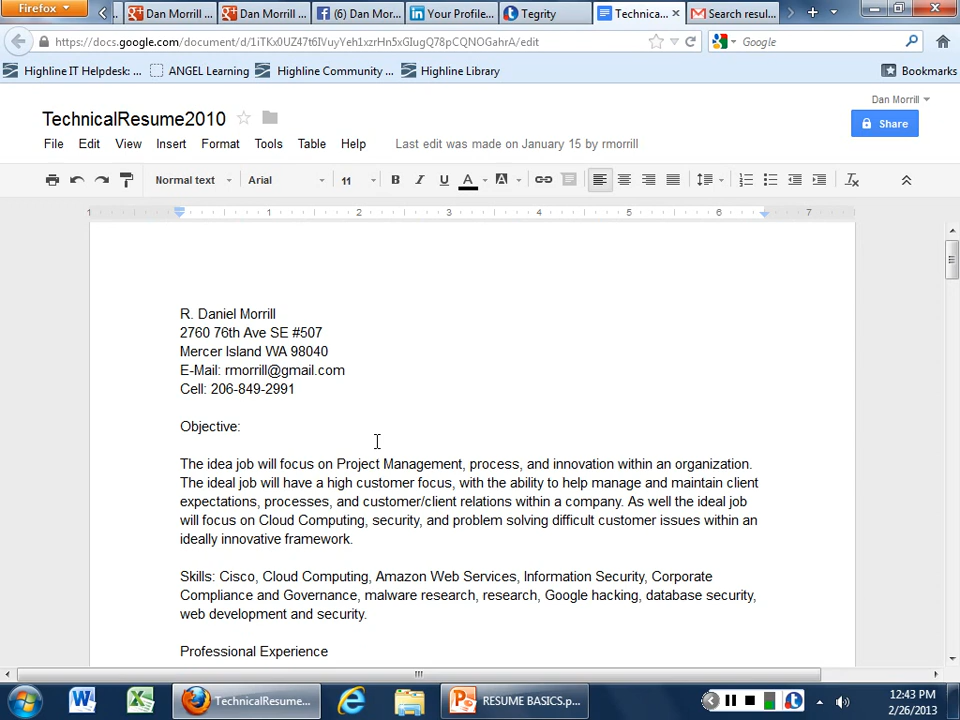 Firefox
Dan Morrill ...
Dan Morrill ...
(6) Dan Mor...
Your Profile...
Tegrity
Technica...
Search resul...
https://docs.google.com/document/d/1iTKx0UZ47t6IVuyYeh1xzrHn5xGIugQ78pCQNOGahrA/edit
Google
Highline IT Helpdesk: ...
ANGEL Learning
Highline Community ...
Highline Library
Bookmarks
Dan Morrill
TechnicalResume2010
Share
File Edit View Insert Format Tools Table Help Last edit was made on January 15 by rmorrill
Normal text Arial 11 B I U A A
1 1 2 3 4 5 6 7
R. Daniel Morrill
2760 76th Ave SE #507
Mercer Island WA 98040
E-Mail: rmorrill@gmail.com
Cell: 206-849-2991
Objective:
The idea job will focus on Project Management, process, and innovation within an organization.
The ideal job will have a high customer focus, with the ability to help manage and maintain client
expectations, processes, and customer/client relations within a company. As well the ideal job
will focus on Cloud Computing, security, and problem solving difficult customer issues within an
ideally innovative framework.
Skills: Cisco, Cloud Computing, Amazon Web Services, Information Security, Corporate
Compliance and Governance, malware research, research, Google hacking, database security,
web development and security.
Professional Experience
TechnicalResume...
RESUME BASICS.p...
12:43 PM
2/26/2013